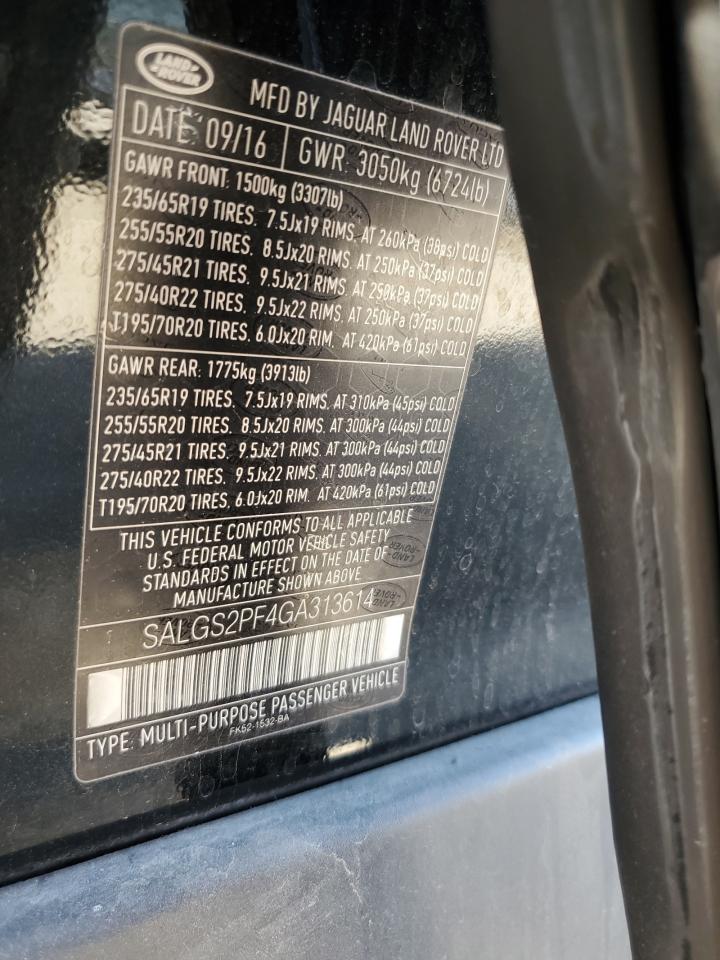 LAND ROVER
MFD BY JAGUAR LAND ROVER LTD
DATE: 09/16 GWR: 3050kg (6724lb)
GAWR FRONT: 1500kg (3307lb)
235/65R19 TIRES, 7.5Jx19 RIMS, AT 260kPa (38psi) COLD
255/55R20 TIRES, 8.5Jx20 RIMS, AT 250kPa (37psi) COLD
275/45R21 TIRES, 9.5Jx21 RIMS, AT 250kPa (37psi) COLD
275/40R22 TIRES, 9.5Jx22 RIMS, AT 250kPa (37psi) COLD
T195/70R20 TIRES, 6.0Jx20 RIM, AT 420kPa (61psi) COLD
GAWR REAR: 1775kg (3913lb)
235/65R19 TIRES, 7.5Jx19 RIMS, AT 310kPa (45psi) COLD
255/55R20 TIRES, 8.5Jx20 RIMS, AT 300kPa (44psi) COLD
275/45R21 TIRES, 9.5Jx21 RIMS, AT 300kPa (44psi) COLD
275/40R22 TIRES, 9.5Jx22 RIMS, AT 300kPa (44psi) COLD
T195/70R20 TIRES, 6.0Jx20 RIM, AT 420kPa (61psi) COLD
THIS VEHICLE CONFORMS TO ALL APPLICABLE
U.S. FEDERAL MOTOR VEHICLE SAFETY
STANDARDS IN EFFECT ON THE DATE OF
MANUFACTURE SHOWN ABOVE
SALGS2PF4GA313614
TYPE: MULTI-PURPOSE PASSENGER VEHICLE
FK52-1532-BA